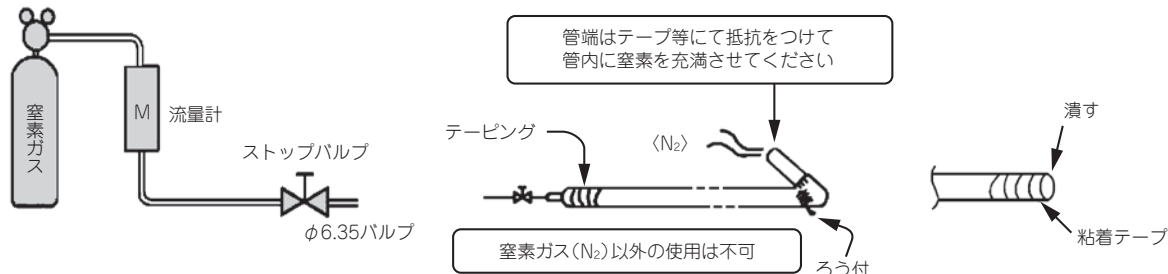 窒素ガス
M
流量計
ストップバルブ
φ6.35バルブ
管端はテープ等にて抵抗をつけて
管内に窒素を充満させてください
テーピング
〈N₂〉
窒素ガス(N₂)以外の使用は不可
ろう付
潰す
粘着テープ